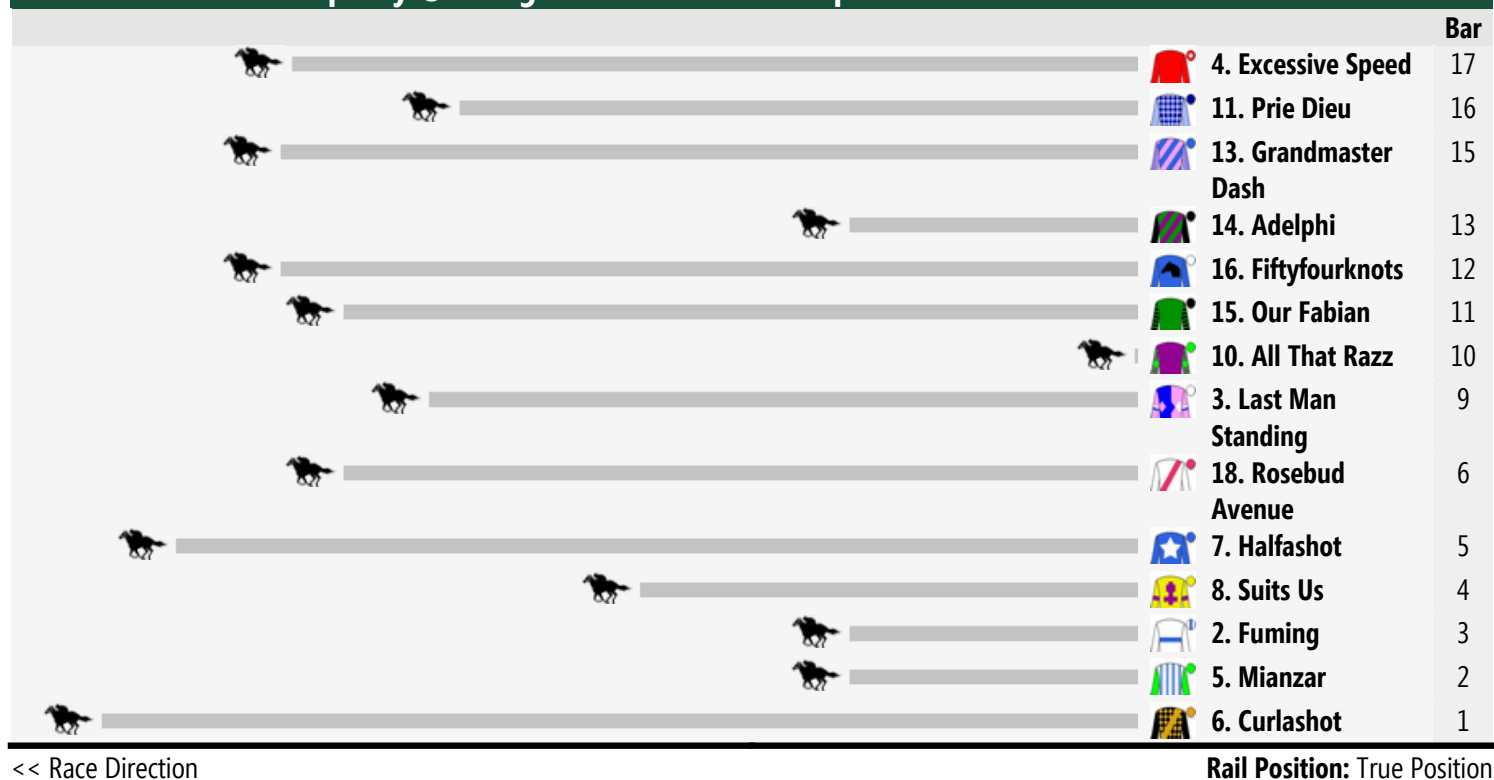 Bar
4. Excessive Speed 17
11. Prie Dieu 16
13. Grandmaster 15
Dash
14. Adelphi 13
16. Fiftyfourknots 12
15. Our Fabian 11
10. All That Razz 10
3. Last Man 9
Standing
18. Rosebud 6
Avenue
7. Halfashot 5
8. Suits Us 4
2. Fuming 3
5. Mianzar 2
6. Curlashot 1
<< Race Direction Rail Position: True Position